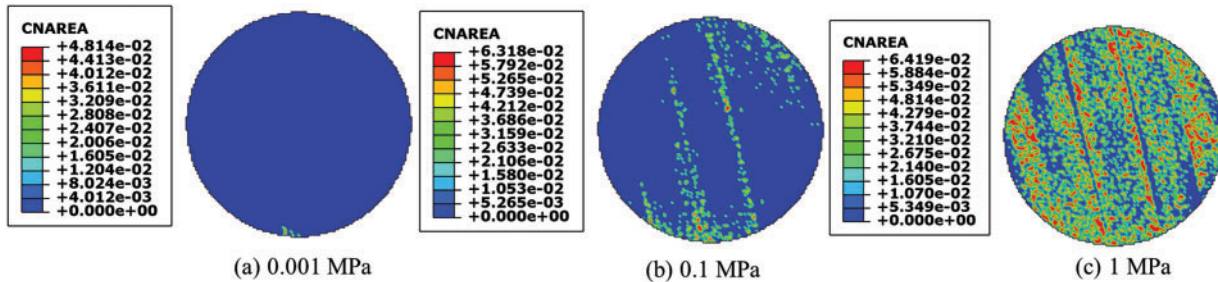 CNAREA
+4.814e-02
+4.413e-02
+4.012e-02
+3.611e-02
+3.209e-02
+2.808e-02
+2.407e-02
+2.006e-02
+1.605e-02
+1.204e-02
+8.024e-03
+4.012e-03
+0.000e+00
(a) 0.001 MPa
CNAREA
+6.318e-02
+5.792e-02
+5.265e-02
+4.739e-02
+4.212e-02
+3.686e-02
+3.159e-02
+2.633e-02
+2.106e-02
+1.580e-02
+1.053e-02
+5.265e-03
+0.000e+00
(b) 0.1 MPa
CNAREA
+6.419e-02
+5.884e-02
+5.349e-02
+4.814e-02
+4.279e-02
+3.744e-02
+3.210e-02
+2.675e-02
+2.140e-02
+1.605e-02
+1.070e-02
+5.349e-03
+0.000e+00
(c) 1 MPa